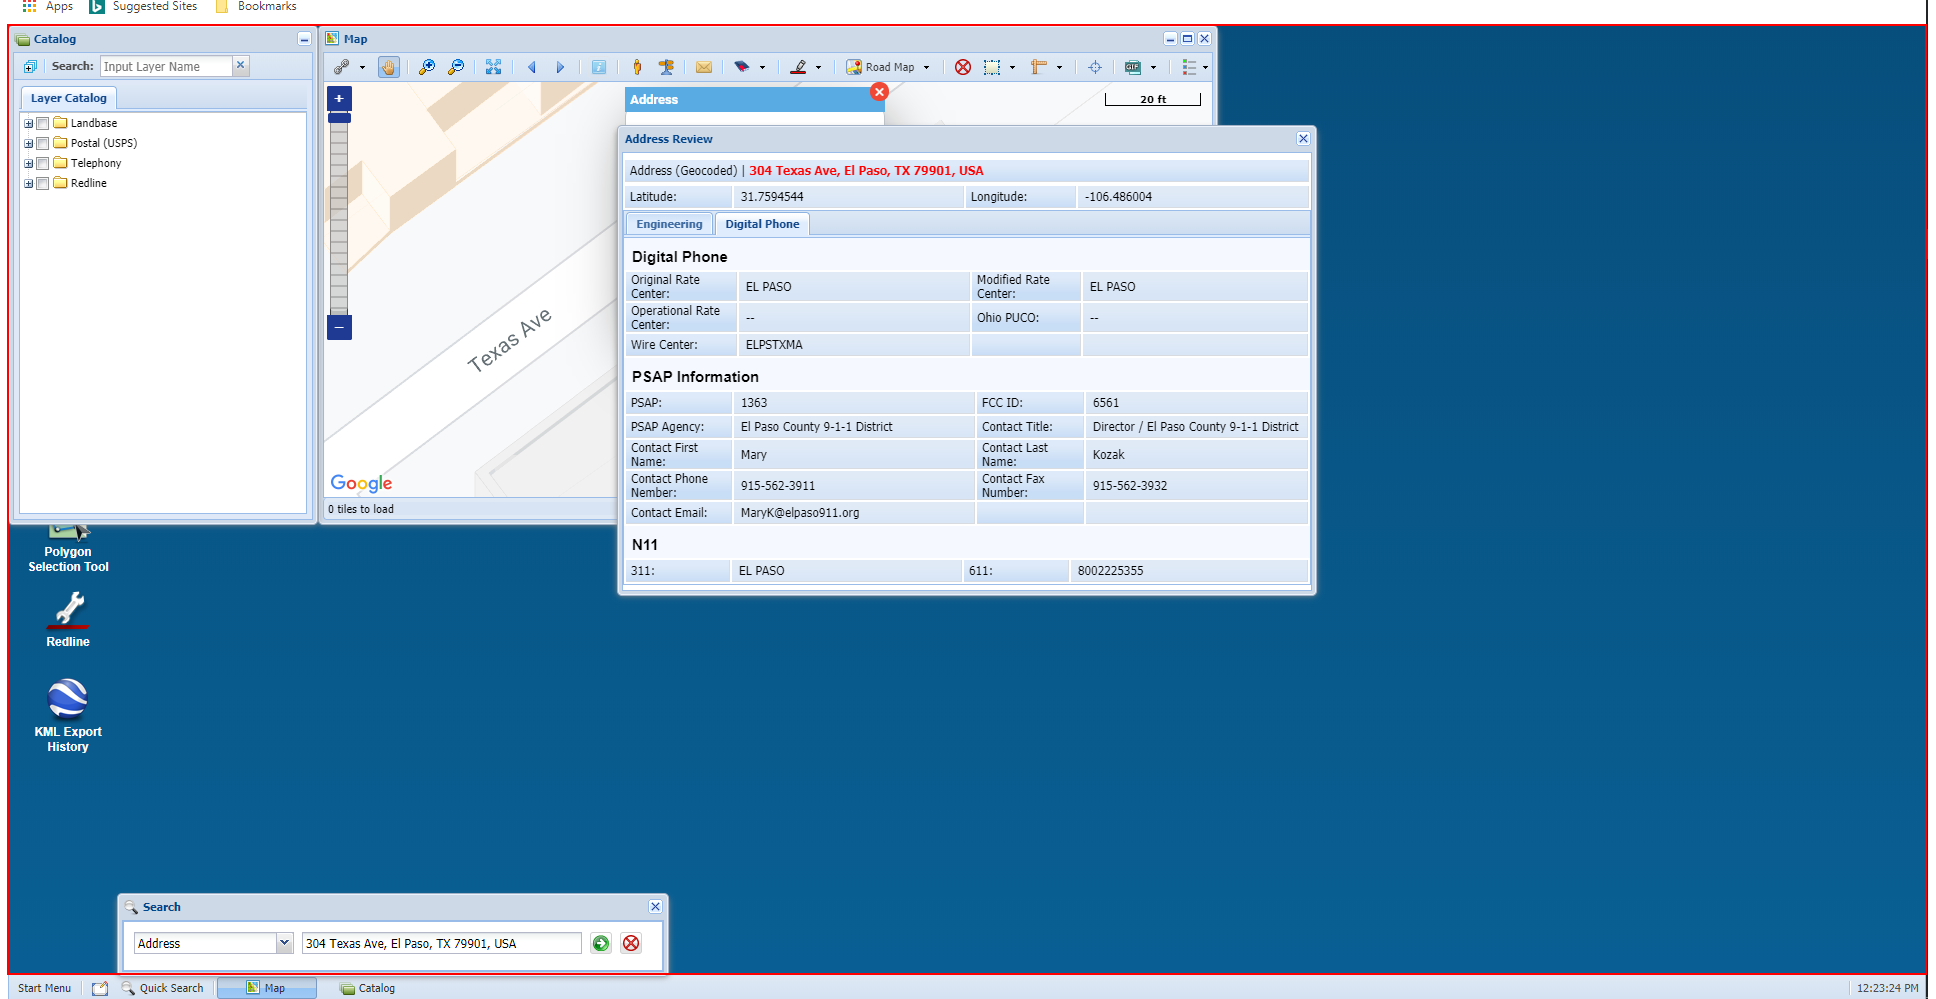 Apps Suggested Sites Bookmarks
Catalog
Search: Input Layer Name
Layer Catalog
Landbase
Postal (USPS)
Telephony
Redline
Map
Road Map
20 ft
Address
Texas Ave
Google
0 tiles to load
Address Review
Address (Geocoded) | 304 Texas Ave, El Paso, TX 79901, USA
Latitude: 31.7594544 Longitude: -106.486004
Engineering Digital Phone
Digital Phone
Original Rate Center: EL PASO Modified Rate Center: EL PASO
Operational Rate Center: -- Ohio PUCO: --
Wire Center: ELPSTXMA
PSAP Information
PSAP: 1363 FCC ID: 6561
PSAP Agency: El Paso County 9-1-1 District Contact Title: Director / El Paso County 9-1-1 District
Contact First Name: Mary Contact Last Name: Kozak
Contact Phone Nember: 915-562-3911 Contact Fax Number: 915-562-3932
Contact Email: MaryK@elpaso911.org
N11
311: EL PASO 611: 8002225355
Polygon
Selection Tool
Redline
KML Export
History
Search
Address 304 Texas Ave, El Paso, TX 79901, USA
Start Menu Quick Search Map Catalog 12:23:24 PM